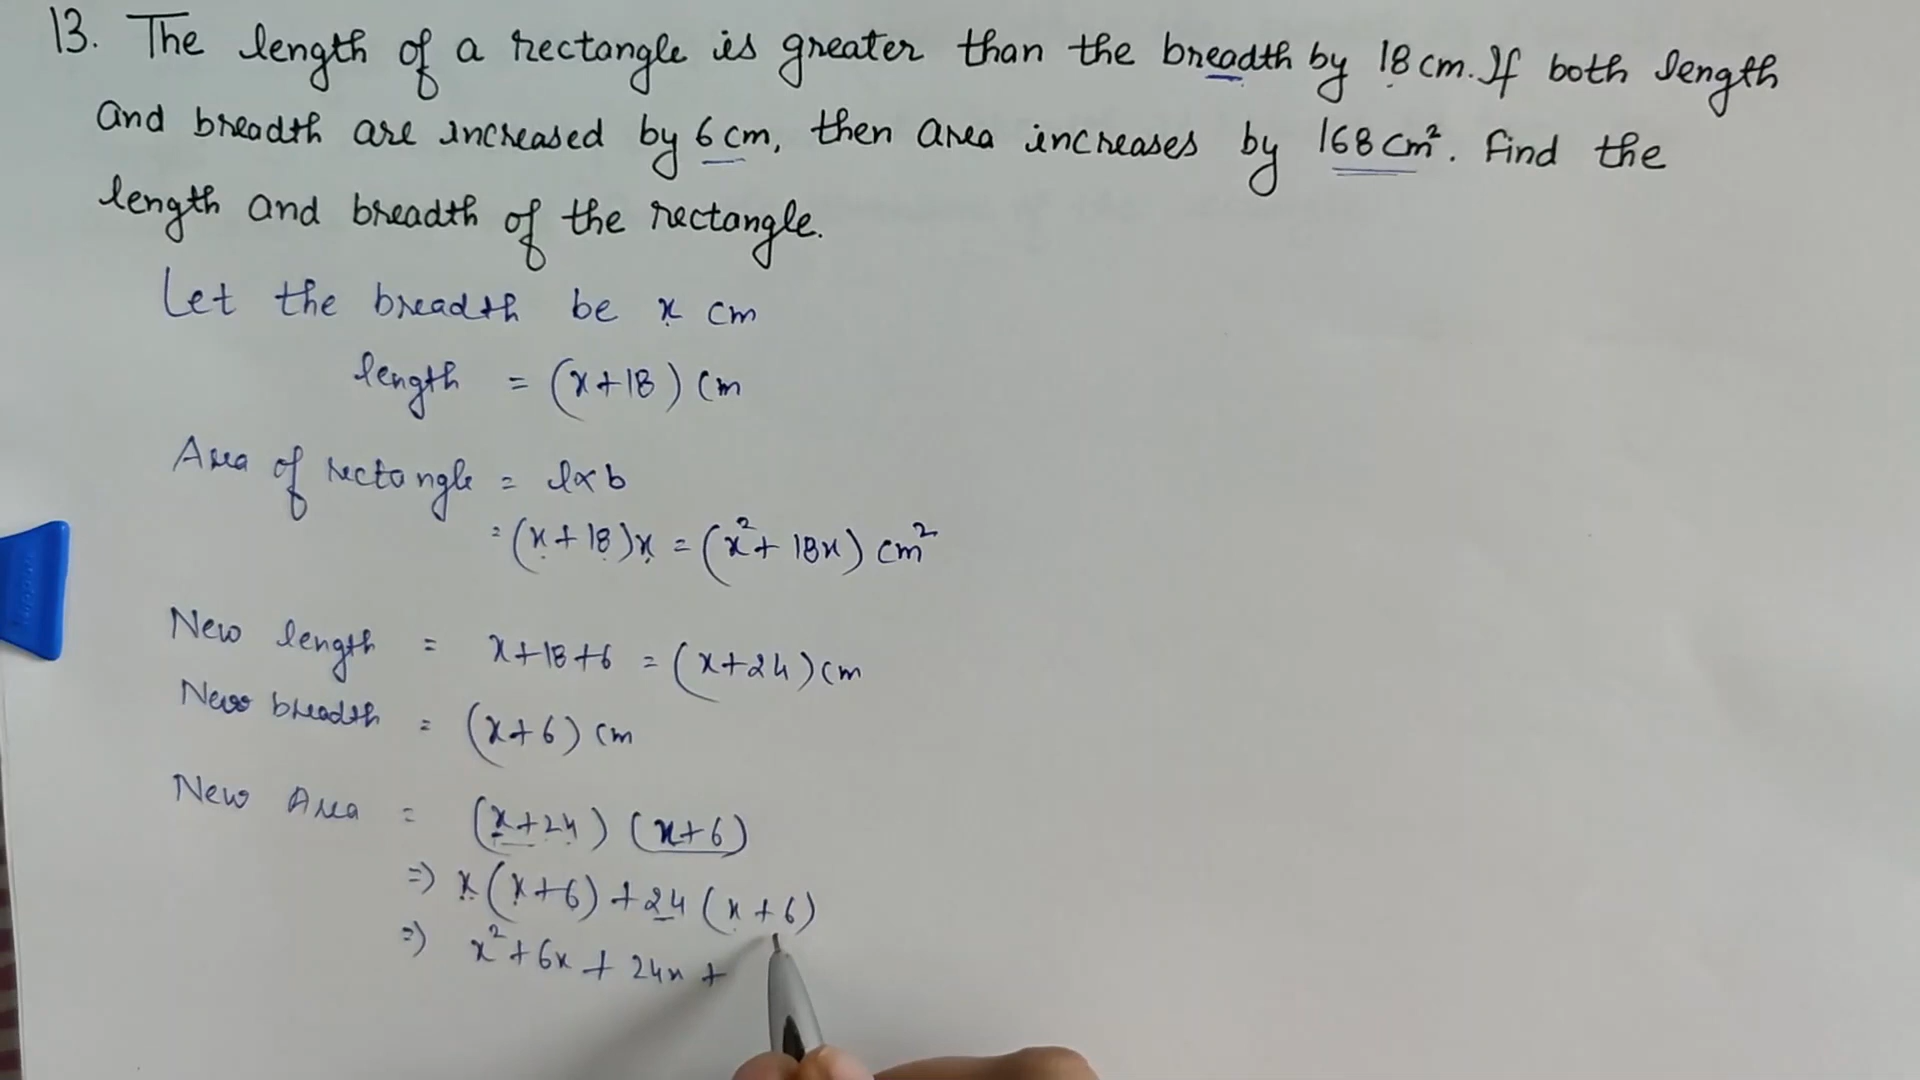 13. The length of a rectangle is greater than the breadth by 18 cm. If both length
and breadth are increased by 6 cm, then area increases by 168 cm². Find the
length and breadth of the rectangle.
Let the breadth be x cm
length = (x+18) cm
Area of rectangle = l×b
= (x+18)x = (x²+18x) cm²
New length = x+18+6 = (x+24) cm
New breadth = (x+6) cm
New Area = (x+24) (x+6)
⇒ x(x+6) + 24 (x+6)
⇒ x² + 6x + 24x +